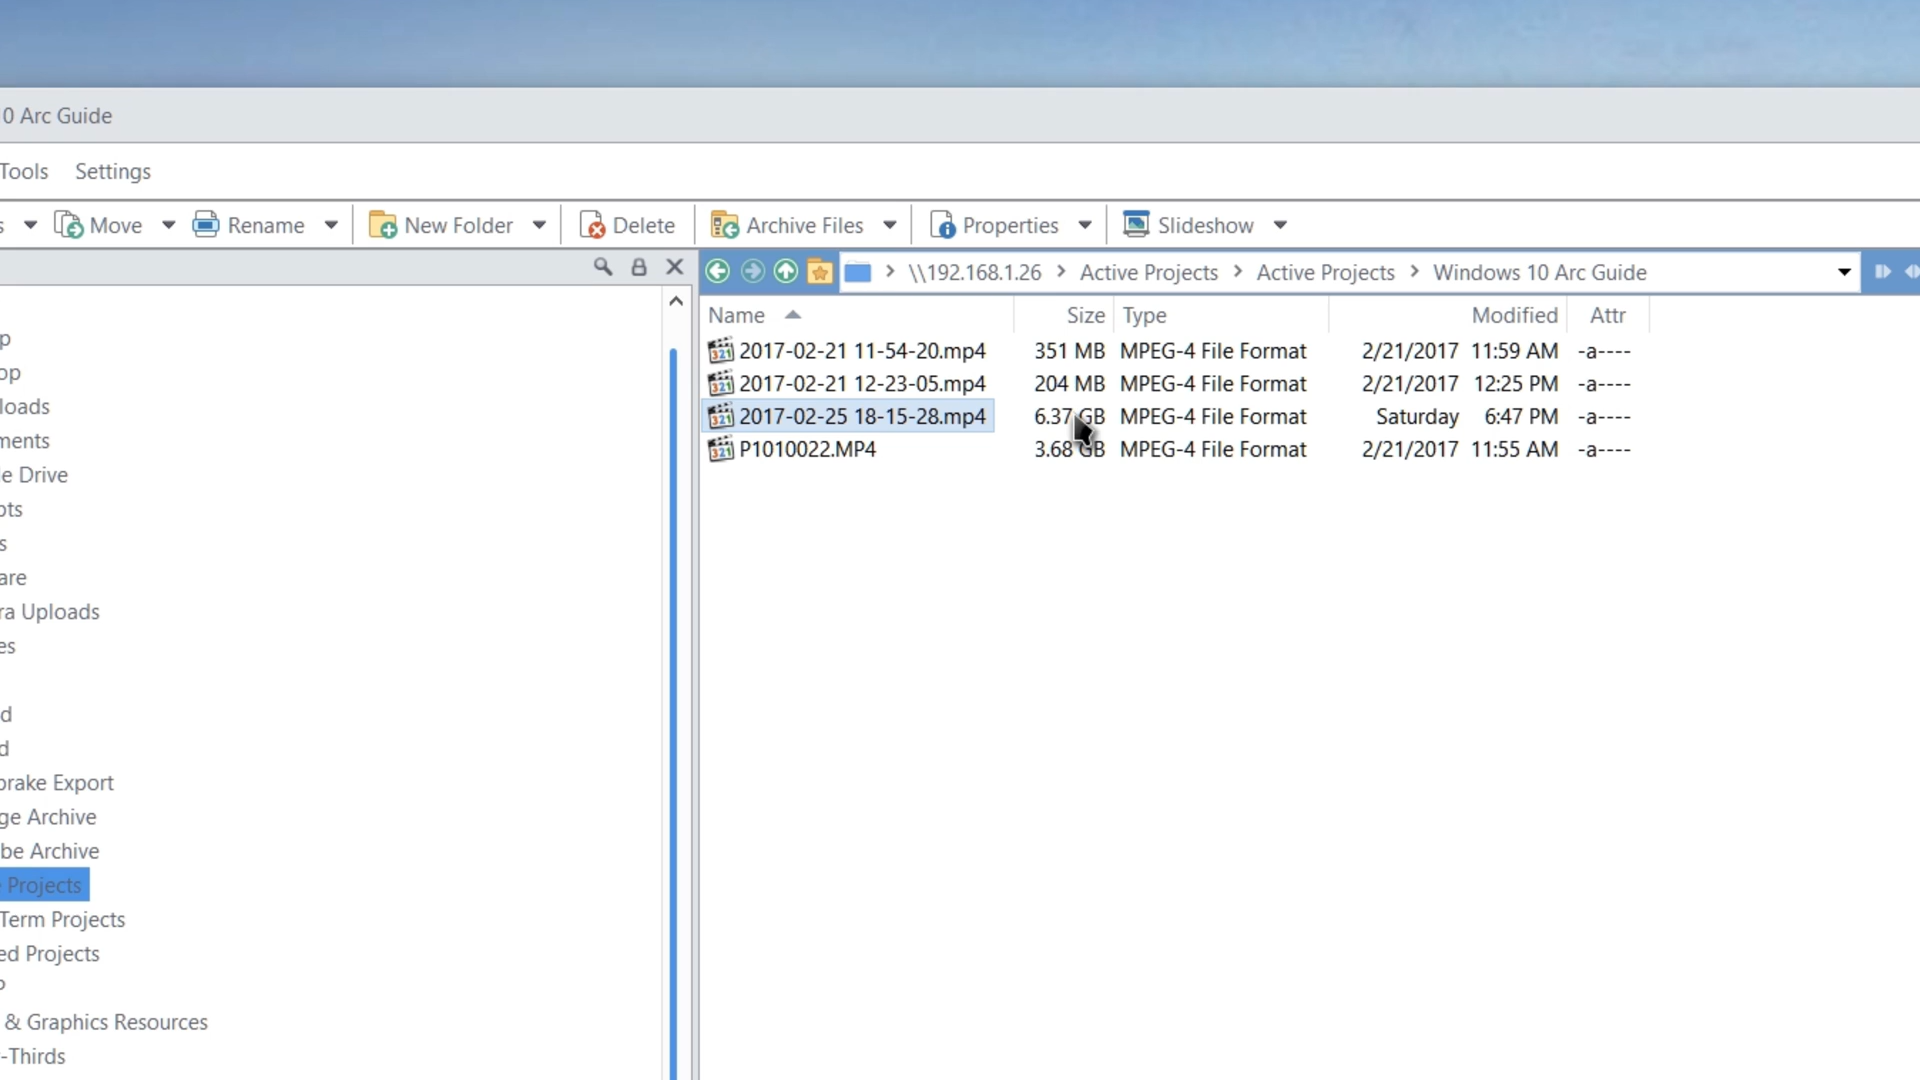 0 Arc Guide
Tools Settings
s Move Rename New Folder Delete Archive Files Properties Slideshow
\\192.168.1.26 > Active Projects > Active Projects > Windows 10 Arc Guide
Name Size Type Modified Attr
2017-02-21 11-54-20.mp4 351 MB MPEG-4 File Format 2/21/2017 11:59 AM -a----
2017-02-21 12-23-05.mp4 204 MB MPEG-4 File Format 2/21/2017 12:25 PM -a----
2017-02-25 18-15-28.mp4 6.37 GB MPEG-4 File Format Saturday 6:47 PM -a----
P1010022.MP4 3.68 GB MPEG-4 File Format 2/21/2017 11:55 AM -a----
p
op
loads
ments
e Drive
pts
s
are
ra Uploads
es
d
d
brake Export
ge Archive
be Archive
Projects
Term Projects
ed Projects
& Graphics Resources
-Thirds